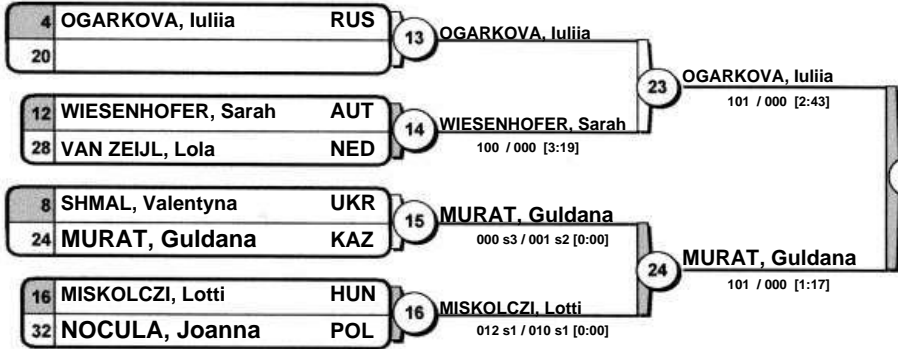 4 OGARKOVA, Iuliia RUS
20
13 OGARKOVA, Iuliia
12 WIESENHOFER, Sarah AUT
28 VAN ZEIJL, Lola NED
14 WIESENHOFER, Sarah
100 / 000 [3:19]
23 OGARKOVA, Iuliia
101 / 000 [2:43]
8 SHMAL, Valentyna UKR
24 MURAT, Guldana KAZ
15 MURAT, Guldana
000 s3 / 001 s2 [0:00]
16 MISKOLCZI, Lotti HUN
32 NOCULA, Joanna POL
16 MISKOLCZI, Lotti
012 s1 / 010 s1 [0:00]
24 MURAT, Guldana
101 / 000 [1:17]